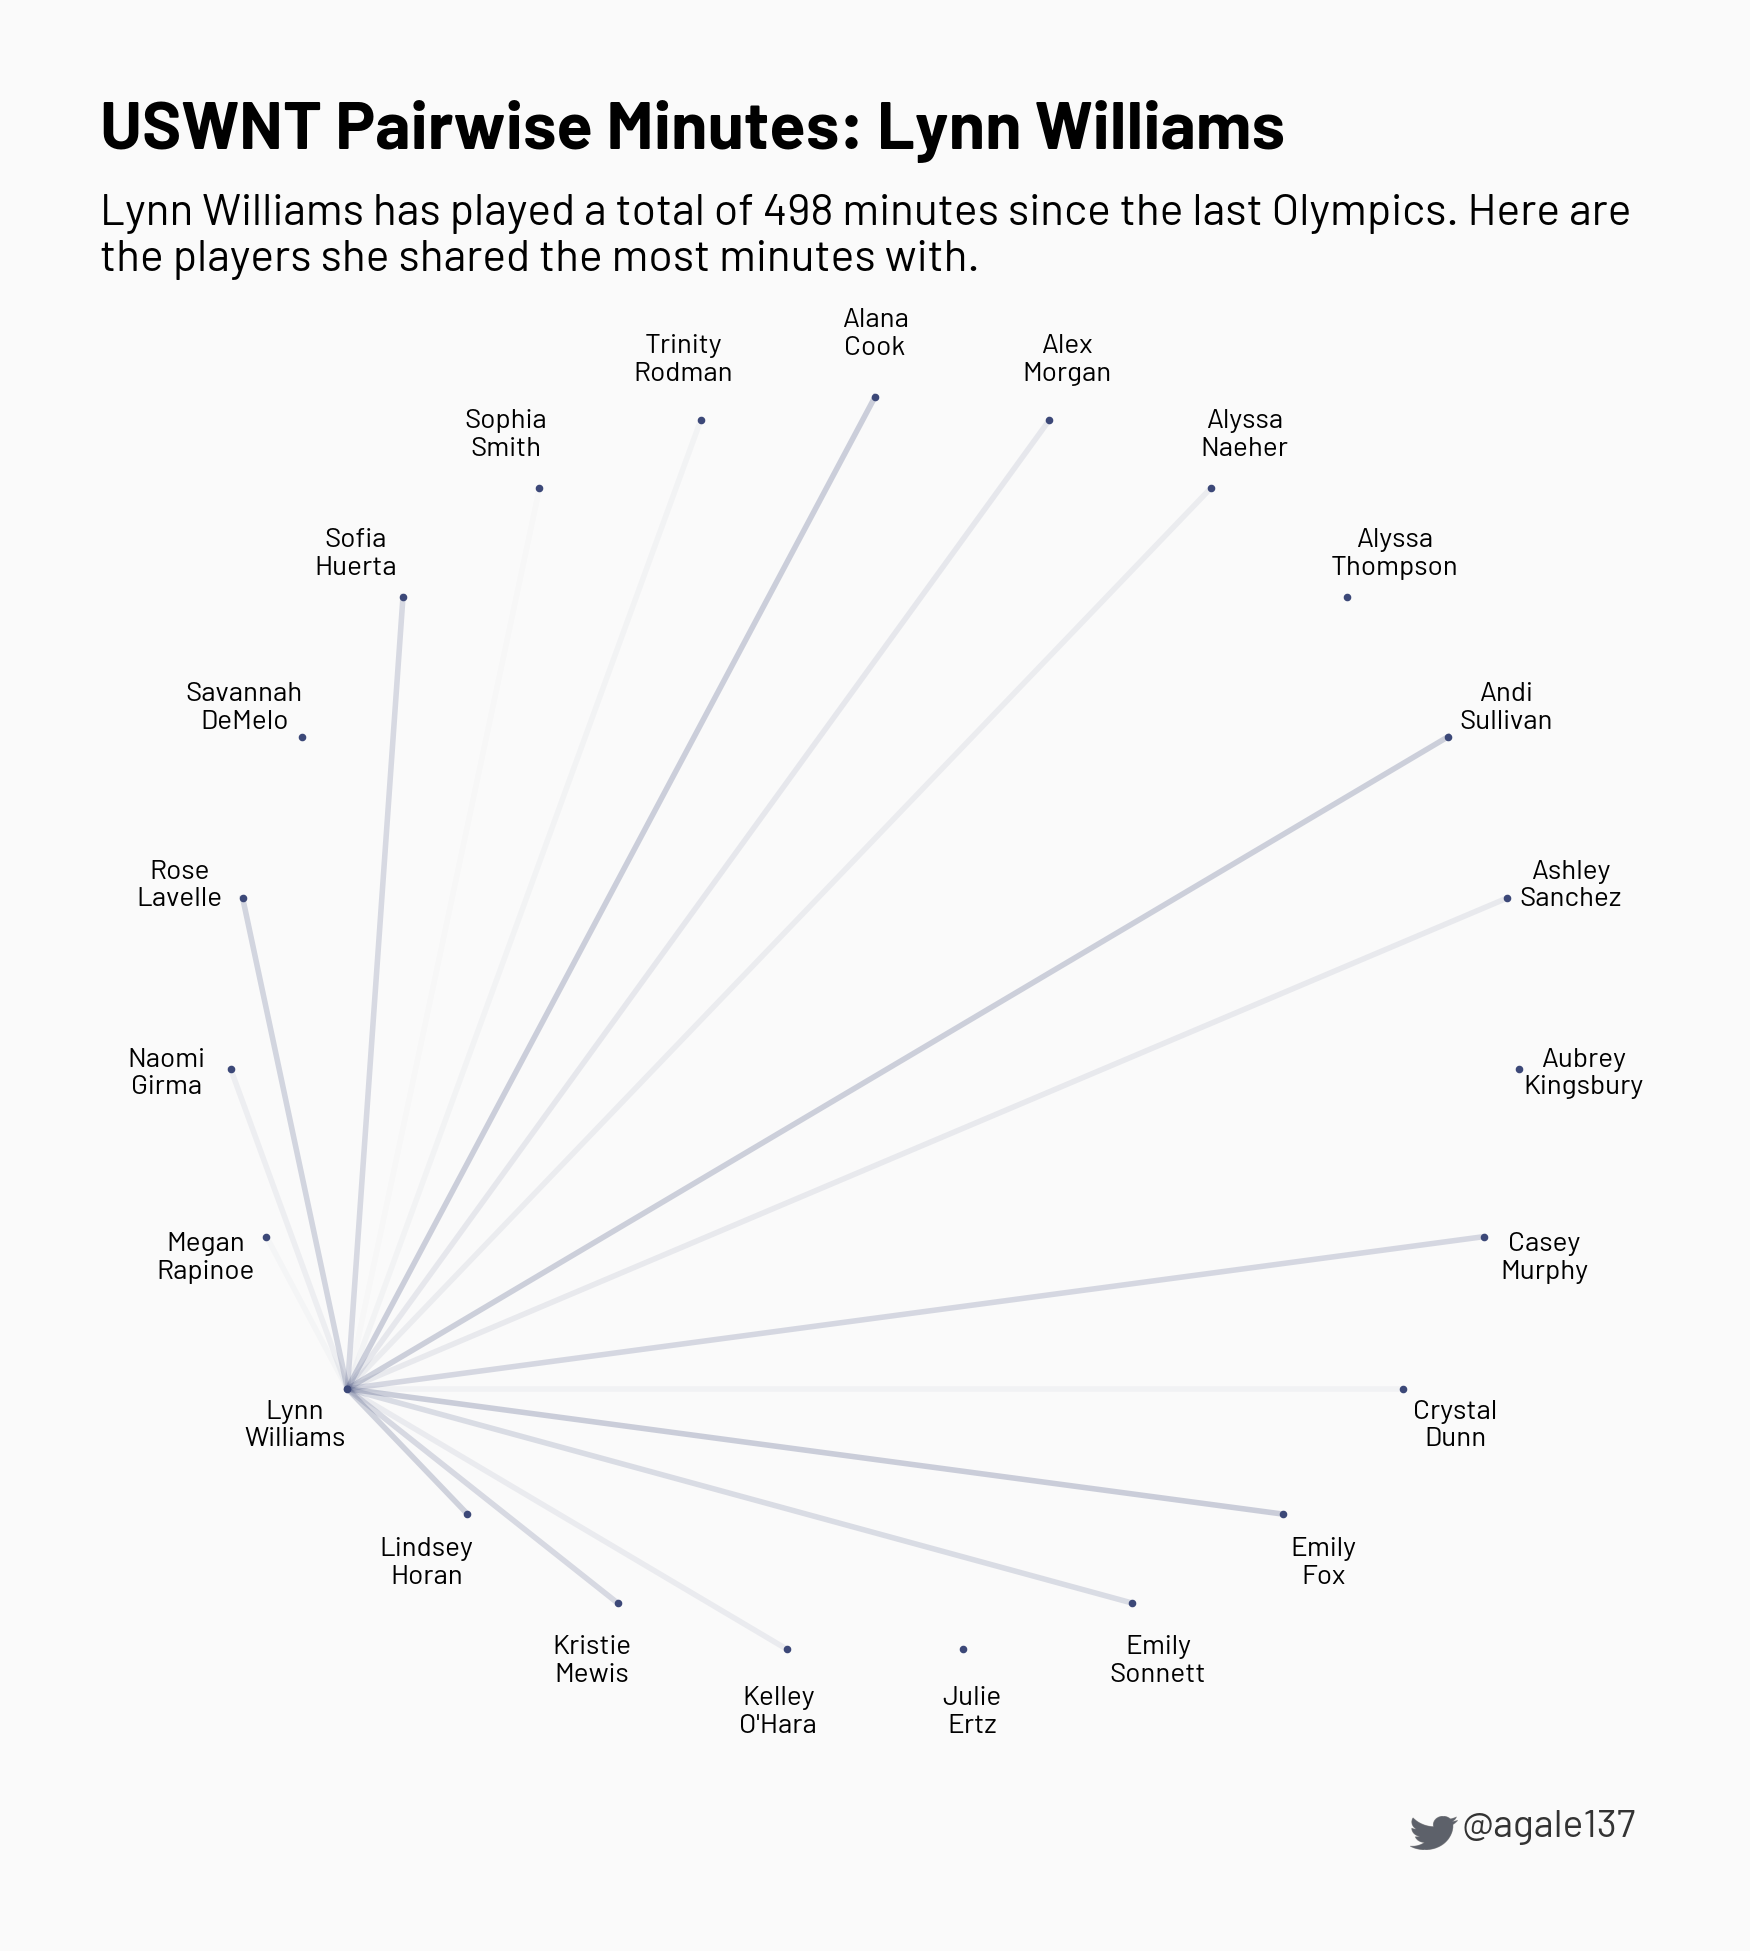 USWNT Pairwise Minutes: Lynn Williams
Lynn Williams has played a total of 498 minutes since the last Olympics. Here are
the players she shared the most minutes with.
Alana
Cook
Trinity
Rodman
Alex
Morgan
Sophia
Smith
Alyssa
Naeher
Sofia
Huerta
Alyssa
Thompson
Savannah
DeMelo
Andi
Sullivan
Rose
Lavelle
Ashley
Sanchez
Naomi
Girma
Aubrey
Kingsbury
Megan
Rapinoe
Casey
Murphy
Lynn
Williams
Crystal
Dunn
Lindsey
Horan
Emily
Fox
Kristie
Mewis
Emily
Sonnett
Kelley
O'Hara
Julie
Ertz
@agale137